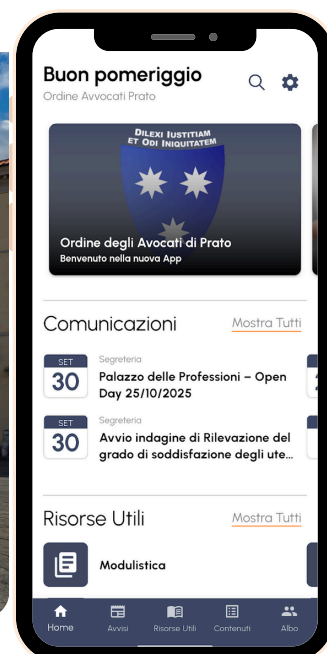 Buon pomeriggio
Ordine Avvocati Prato
DILEXI IUSTITIAM
ET ODI INIQUITATEM
Ordine degli Avocati di Prato
Benvenuto nella nuova App
Comunicazioni
Mostra Tutti
SET
30
Segreteria
Palazzo delle Professioni – Open
Day 25/10/2025
SET
30
Segreteria
Avvio indagine di Rilevazione del
grado di soddisfazione degli ute...
Risorse Utili
Mostra Tutti
Modulistica
Home
Avvisi
Risorse Utili
Contenuti
Albo